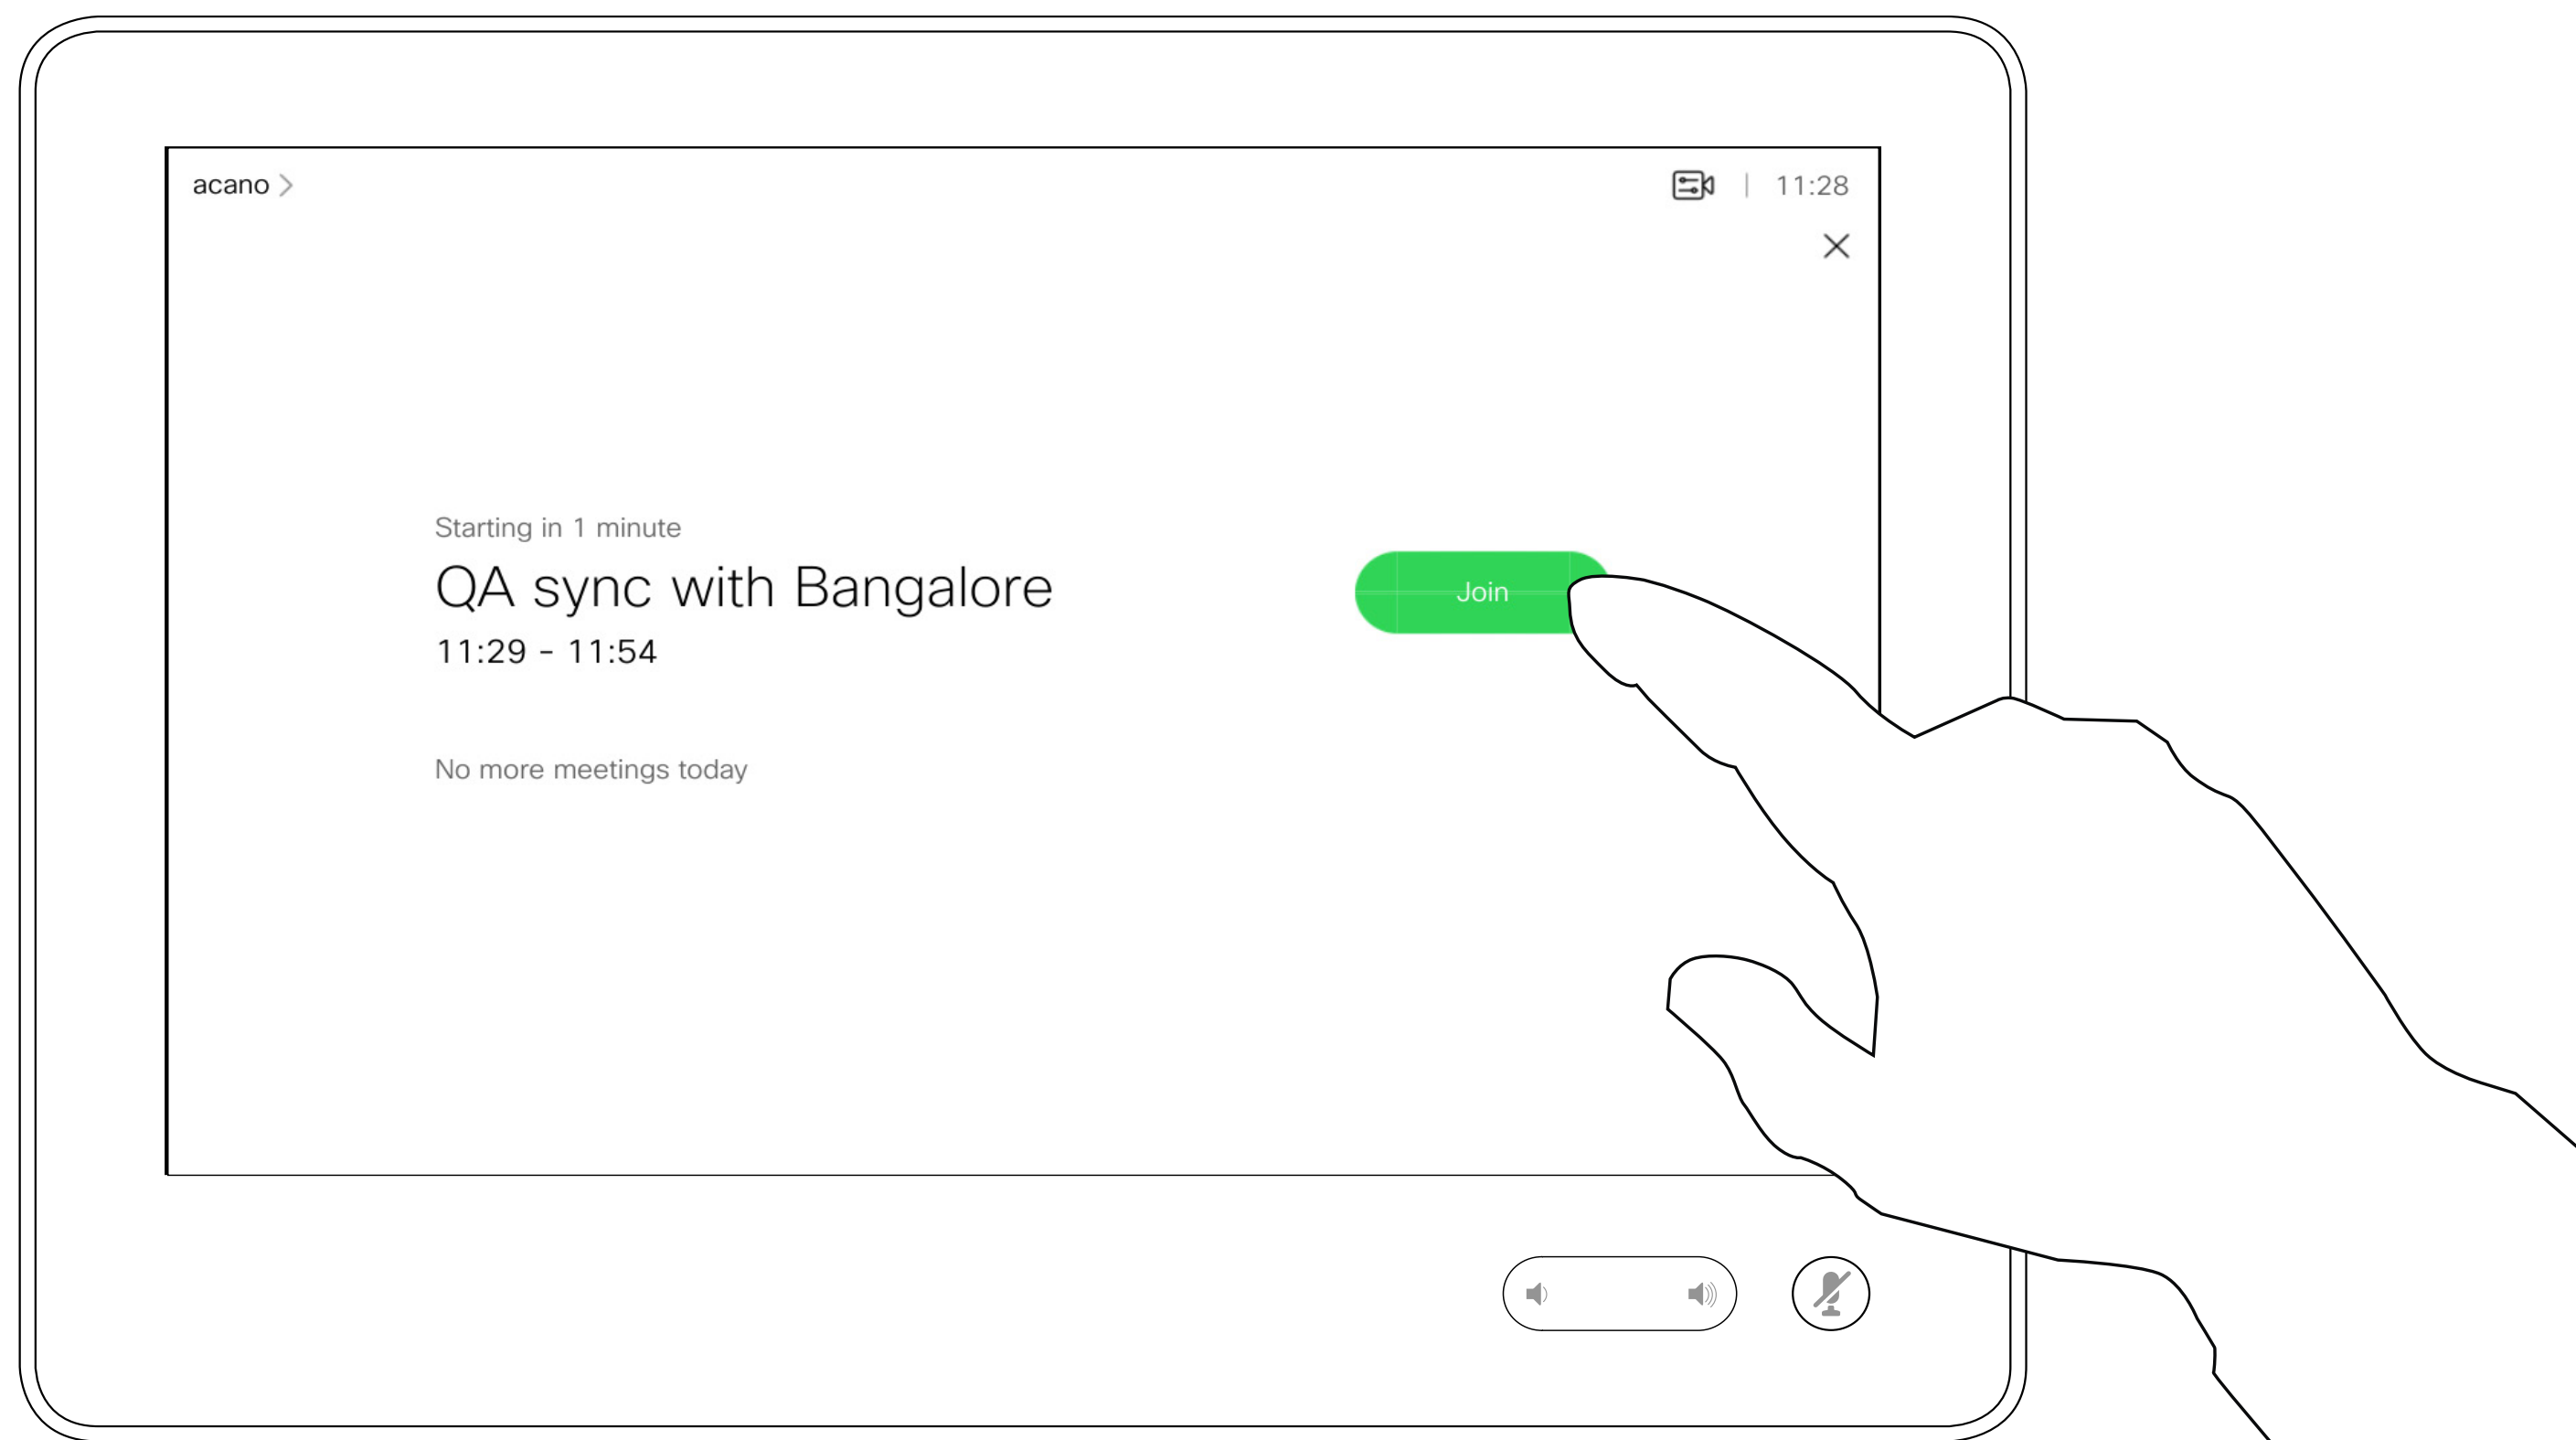 acano
11:28
Starting in 1 minute
QA sync with Bangalore
11:29 - 11:54
Join
No more meetings today